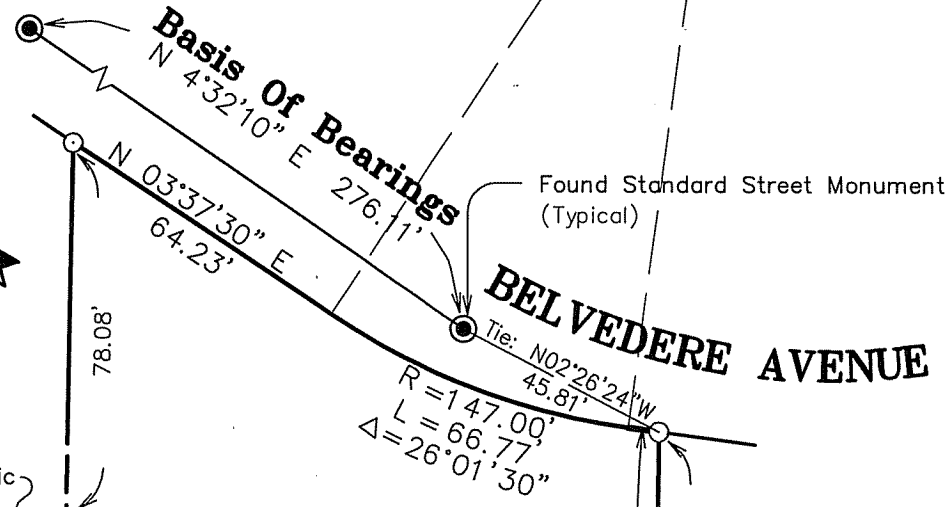 Basis Of Bearings
N 4°32'10" E 276.11'
N 03°37'30" E
64.23'
Found Standard Street Monument
(Typical)
BELVEDERE AVENUE
Tie: N02°26'24"W
45.81'
78.08'
R=147.00'
L=66.77'
Δ=26°01'30"